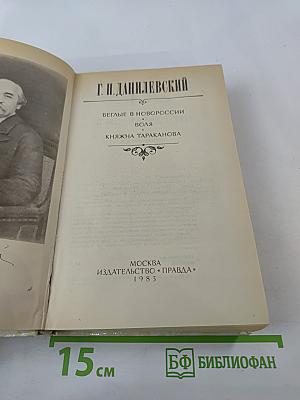 Г. П. ДАНИЛЕВСКИЙ
БЕГЛЫЕ В НОВОРОССИИ
ВОЛЯ
КНЯЖНА ТАРАКАНОВА
МОСКВА
ИЗДАТЕЛЬСТВО «ПРАВДА»
1983
15 см
БФ БИБЛИОФАН